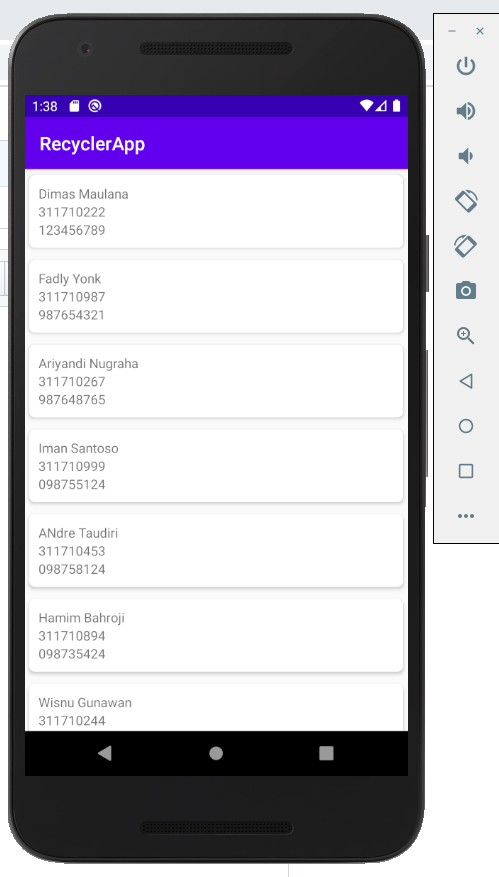 1:38
RecyclerApp
Dimas Maulana
311710222
123456789
Fadly Yonk
311710987
987654321
Ariyandi Nugraha
311710267
987648765
Iman Santoso
311710999
098755124
ANdre Taudiri
311710453
098758124
Hamim Bahroji
311710894
098735424
Wisnu Gunawan
311710244